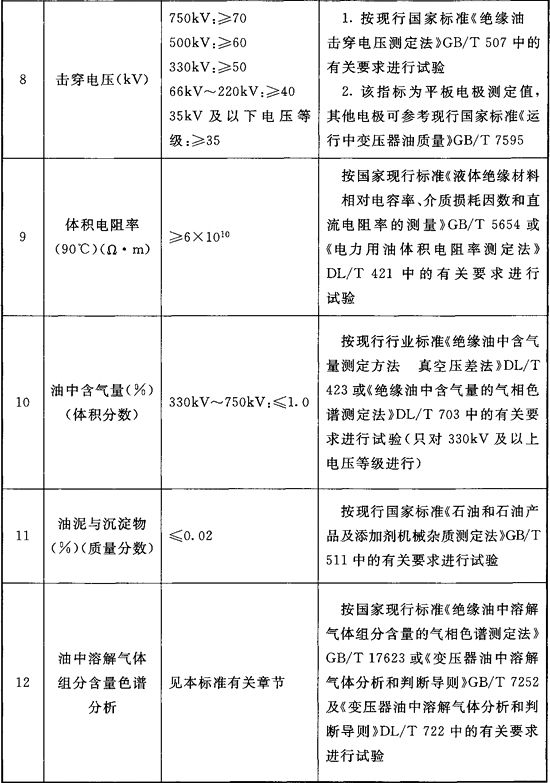 8
击穿电压(kV)
750kV:≥70
500kV:≥60
330kV:≥50
66kV～220kV:≥40
35kV 及以下电压等
级:≥35
1. 按现行国家标准《绝缘油
击穿电压测定法》GB/T 507 中的
有关要求进行试验
2. 该指标为平板电极测定值，
其他电极可参考现行国家标准《运
行中变压器油质量》GB/T 7595
9
体积电阻率
(90℃)(Ω·m)
≥6×10¹⁰
按国家现行标准《液体绝缘材料
相对电容率、介质损耗因数和直
流电阻率的测量》GB/T 5654 或
《电力用油体积电阻率测定法》
DL/T 421 中的有关要求进行
试验
10
油中含气量(%)
(体积分数)
330kV～750kV:≤1.0
按现行行业标准《绝缘油中含气
量测定方法 真空压差法》DL/T
423 或《绝缘油中含气量的气相色
谱测定法》DL/T 703 中的有关要
求进行试验(只对 330kV 及以上
电压等级进行)
11
油泥与沉淀物
(%)(质量分数)
≤0.02
按现行国家标准《石油和石油产
品及添加剂机械杂质测定法》GB/T
511 中的有关要求进行试验
12
油中溶解气体
组分含量色谱
分析
见本标准有关章节
按国家现行标准《绝缘油中溶解
气体组分含量的气相色谱测定法》
GB/T 17623 或《变压器油中溶解
气体分析和判断导则》GB/T 7252
及《变压器油中溶解气体分析和判
断导则》DL/T 722 中的有关要求
进行试验